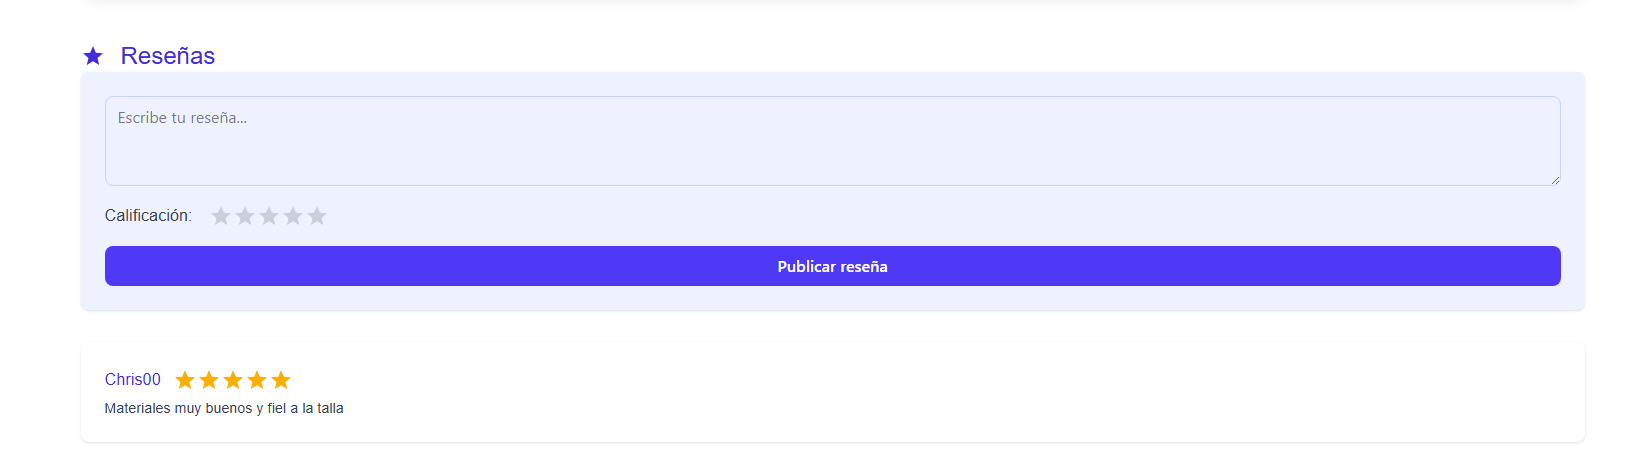 Reseñas
Escribe tu reseña...
Calificación:
Publicar reseña
Chris00
Materiales muy buenos y fiel a la talla